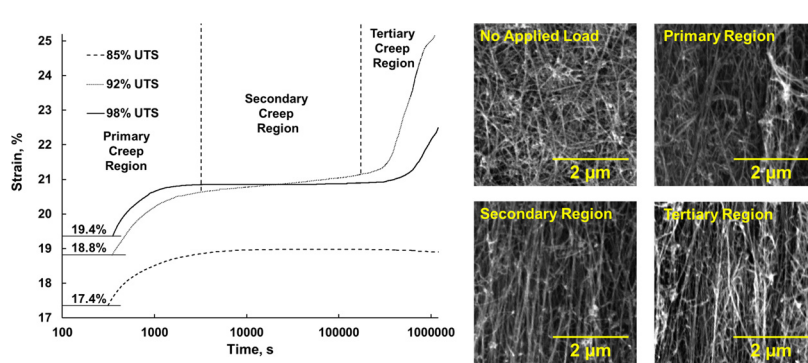 25
24
23
22
21
20
19
18
17
Strain, %
85% UTS
92% UTS
98% UTS
Primary
Creep
Region
Secondary
Creep
Region
Tertiary
Creep
Region
19.4%
18.8%
17.4%
100
1000
10000
100000
1000000
Time, s
No Applied Load
2 µm
Primary Region
2 µm
Secondary Region
2 µm
Tertiary Region
2 µm